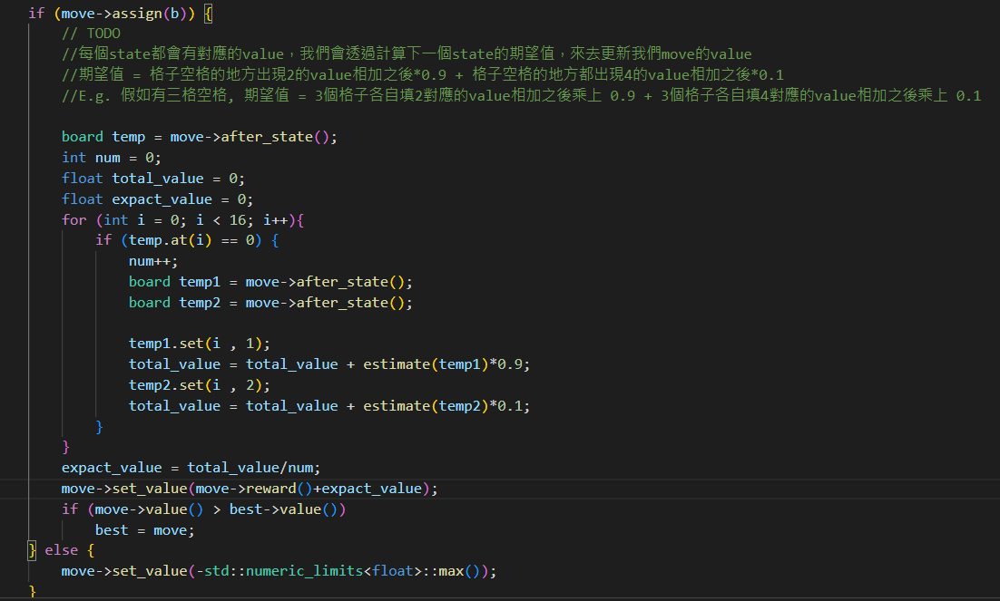 if (move->assign(b)) {
// TODO
//每個state都會有對應的value，我們會透過計算下一個state的期望值，來去更新我們move的value
//期望值 = 格子空格的地方出現2的value相加之後*0.9 + 格子空格的地方都出現4的value相加之後*0.1
//E.g. 假如有三格空格, 期望值 = 3個格子各自填2對應的value相加之後乘上 0.9 + 3個格子各自填4對應的value相加之後乘上 0.1
board temp = move->after_state();
int num = 0;
float total_value = 0;
float expact_value = 0;
for (int i = 0; i < 16; i++){
if (temp.at(i) == 0) {
num++;
board temp1 = move->after_state();
board temp2 = move->after_state();
temp1.set(i , 1);
total_value = total_value + estimate(temp1)*0.9;
temp2.set(i , 2);
total_value = total_value + estimate(temp2)*0.1;
}
}
expact_value = total_value/num;
move->set_value(move->reward()+expact_value);
if (move->value() > best->value())
best = move;
} else {
move->set_value(-std::numeric_limits<float>::max());
}